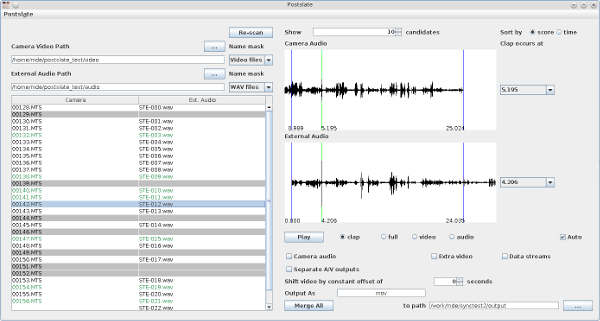 Postslate
Postslate
Re-scan
Camera Video Path
...
Name mask
/home/mde/postslate_test/video
Video files
External Audio Path
...
Name mask
/home/mde/postslate_test/audio
WAV files
Camera Ext. Audio
00128.MTS STE-000.wav
00129.MTS
00130.MTS STE-001.wav
00131.MTS STE-002.wav
00132.MTS STE-003.wav
00133.MTS STE-004.wav
00134.MTS STE-005.wav
00135.MTS STE-006.wav
00136.MTS STE-007.wav
00137.MTS STE-008.wav
00138.MTS STE-009.wav
00139.MTS
00140.MTS STE-010.wav
00141.MTS STE-011.wav
00142.MTS STE-012.wav
00143.MTS STE-013.wav
00144.MTS
00145.MTS STE-014.wav
00146.MTS
00147.MTS STE-015.wav
00148.MTS STE-016.wav
00149.MTS
00150.MTS STE-017.wav
00151.MTS
00152.MTS
00153.MTS STE-018.wav
00154.MTS STE-019.wav
00155.MTS STE-020.wav
00156.MTS STE-021.wav
STE-022.wav
Show 10 candidates
Sort by score time
Camera Audio
Clap occurs at
5.195
0.989 5.195 25.024
External Audio
4.206
0.000 4.206 24.035
Play clap full video audio Auto
Camera audio Extra video Data streams
Separate A/V outputs
Shift video by constant offset of 0 seconds
Output As mov
Merge All to path /work/mde/synctest2/output ...